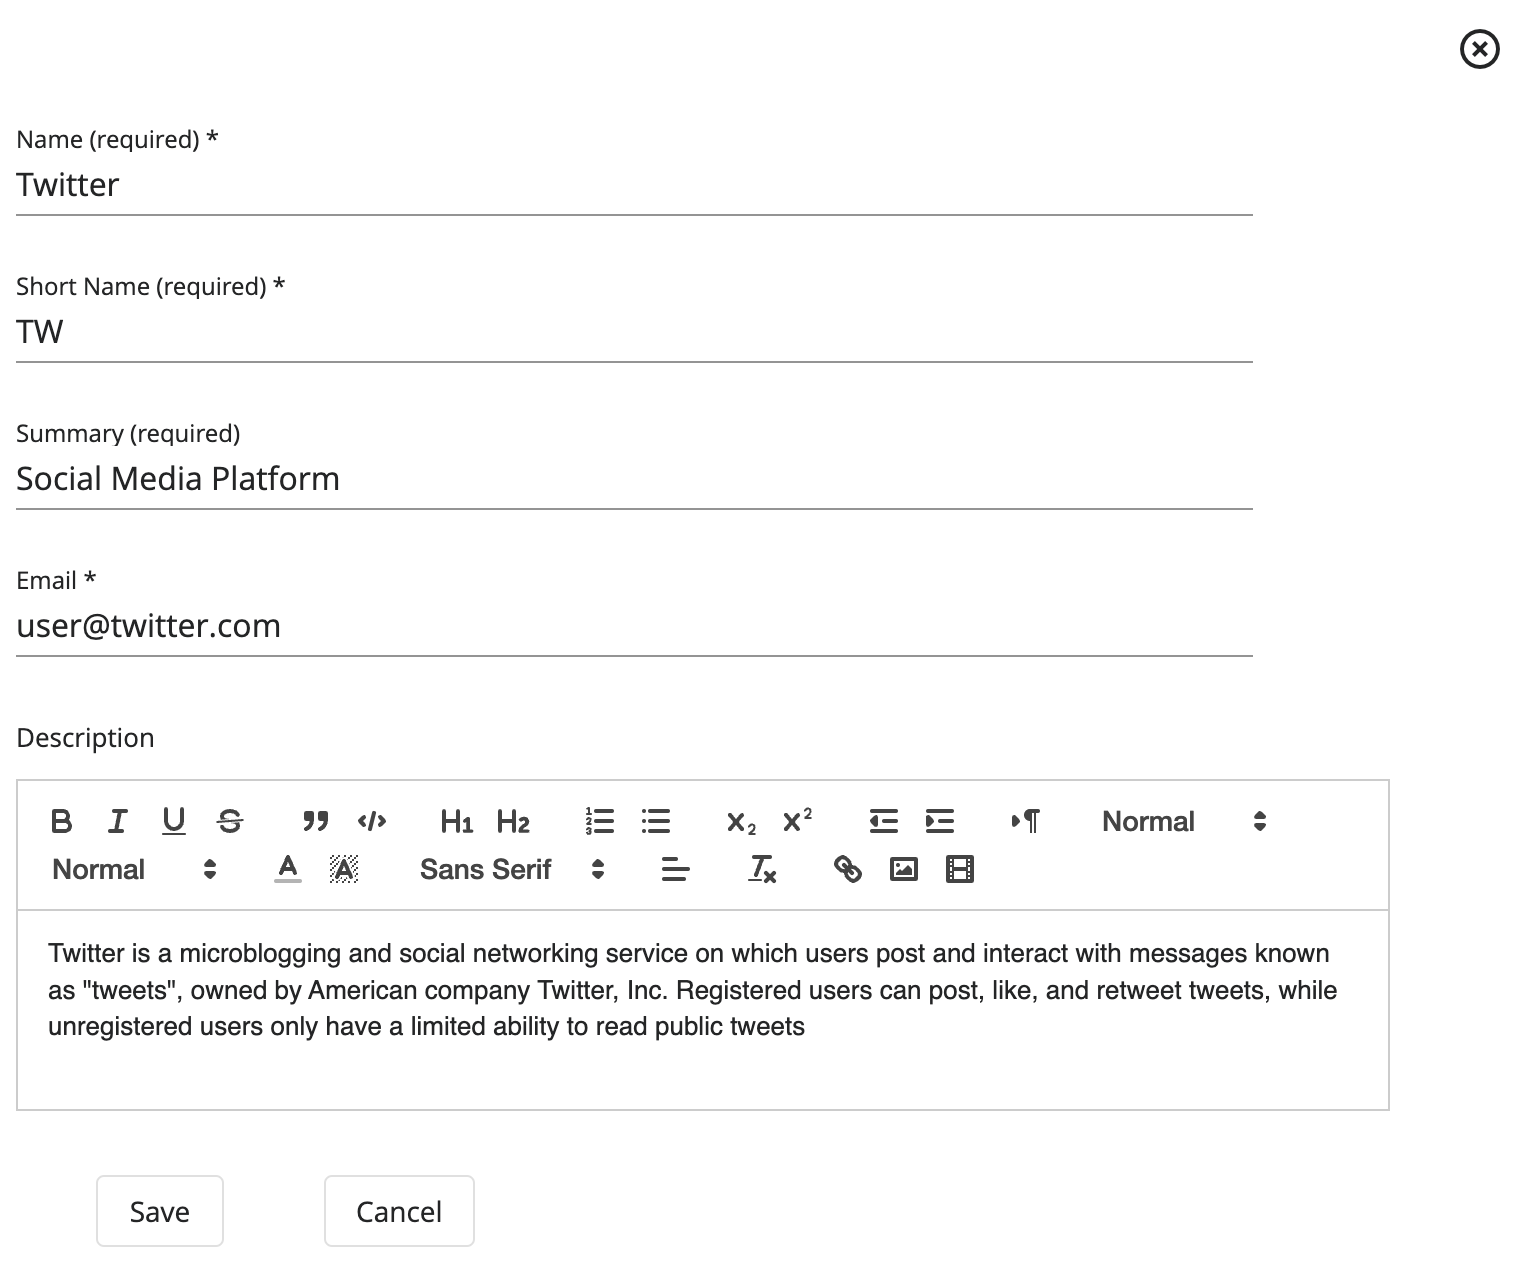 Name (required) *
Twitter
Short Name (required) *
TW
Summary (required)
Social Media Platform
Email *
user@twitter.com
Description
B I U S ” </> H1 H2 x₂ x² ¶ Normal
Normal A A Sans Serif Tx
Twitter is a microblogging and social networking service on which users post and interact with messages known
as "tweets", owned by American company Twitter, Inc. Registered users can post, like, and retweet tweets, while
unregistered users only have a limited ability to read public tweets
Save Cancel